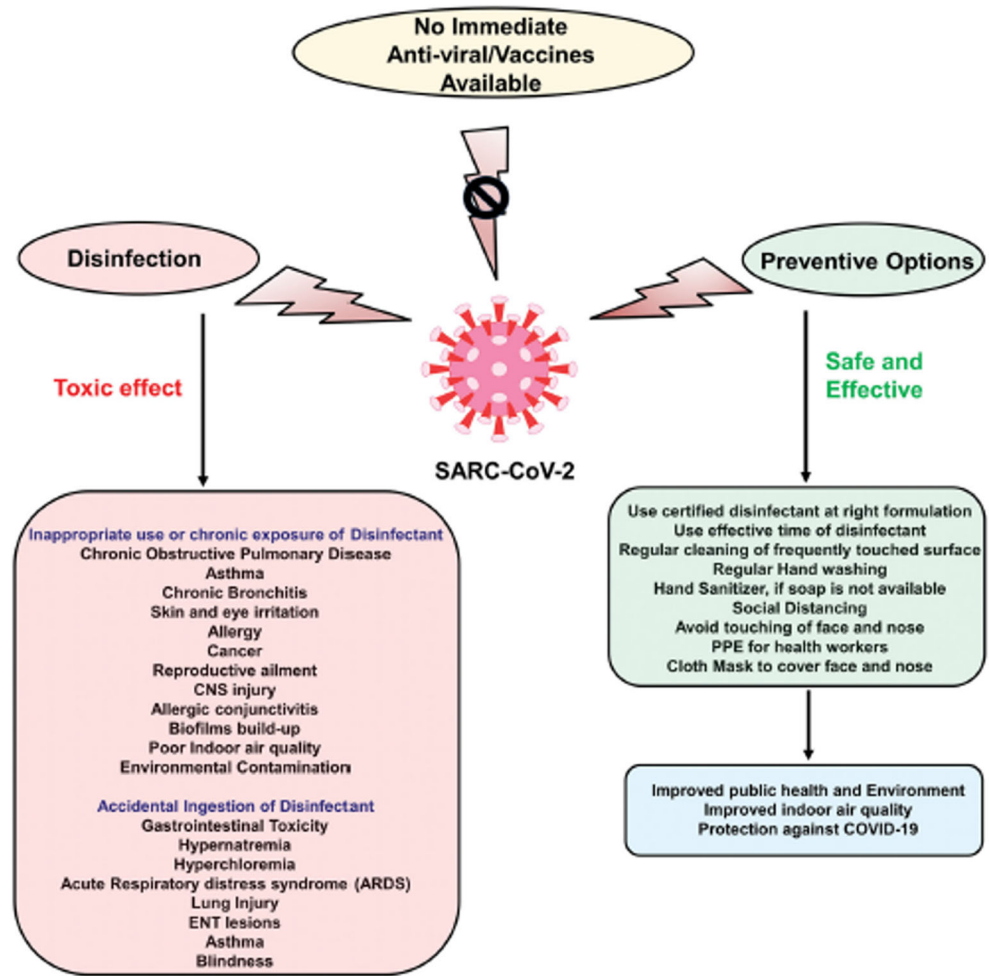 No Immediate
Anti-viral/Vaccines
Available
Disinfection
Preventive Options
Toxic effect
Safe and
Effective
SARC-CoV-2
Inappropriate use or chronic exposure of Disinfectant
Chronic Obstructive Pulmonary Disease
Asthma
Chronic Bronchitis
Skin and eye irritation
Allergy
Cancer
Reproductive ailment
CNS injury
Allergic conjunctivitis
Biofilms build-up
Poor Indoor air quality
Environmental Contamination
Accidental Ingestion of Disinfectant
Gastrointestinal Toxicity
Hypernatremia
Hyperchloremia
Acute Respiratory distress syndrome (ARDS)
Lung Injury
ENT lesions
Asthma
Blindness
Use certified disinfectant at right formulation
Use effective time of disinfectant
Regular cleaning of frequently touched surface
Regular Hand washing
Hand Sanitizer, if soap is not available
Social Distancing
Avoid touching of face and nose
PPE for health workers
Cloth Mask to cover face and nose
Improved public health and Environment
Improved indoor air quality
Protection against COVID-19